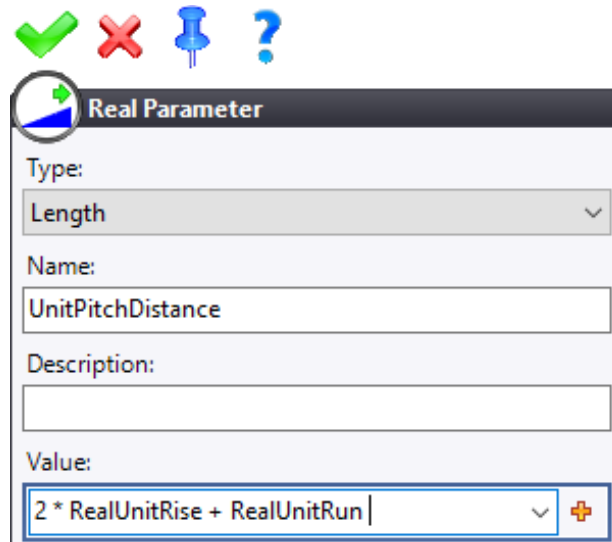 Real Parameter
Type:
Length
Name:
UnitPitchDistance
Description:
Value:
2 * RealUnitRise + RealUnitRun